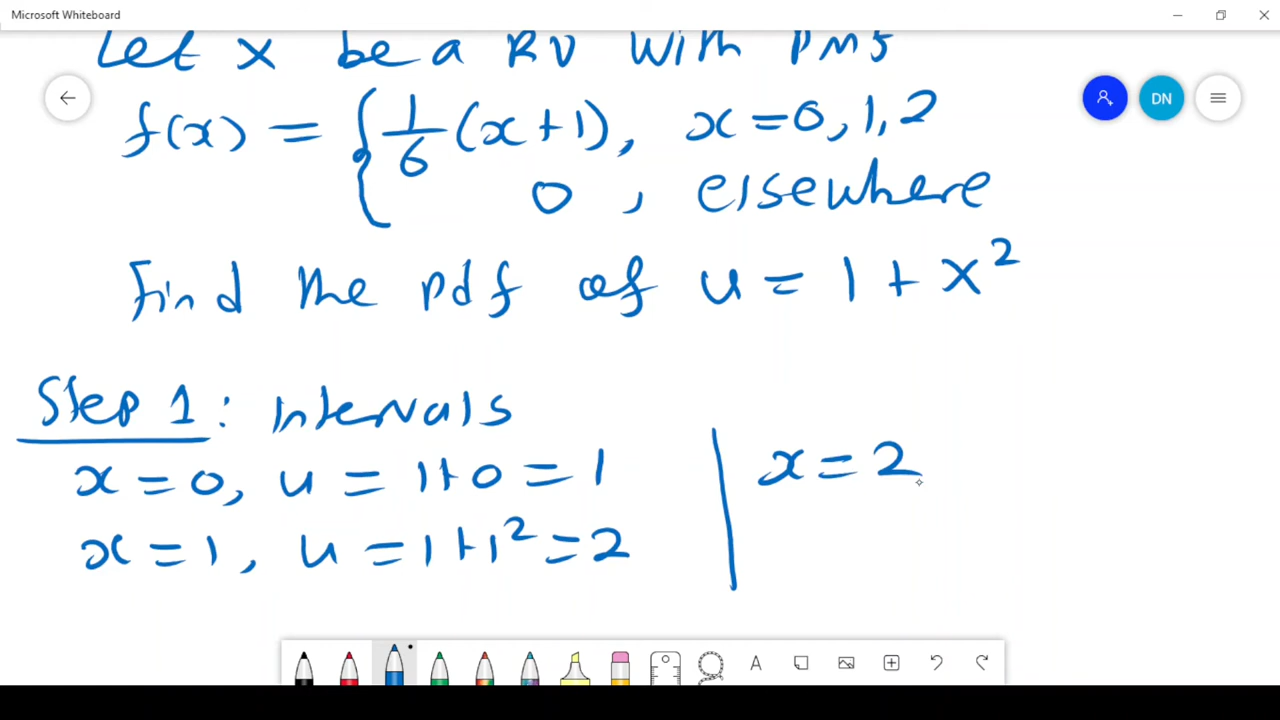 Microsoft Whiteboard
Let x be a RV with pmf
f(x) = { 1/6 (x+1), x = 0, 1, 2
0 , elsewhere
DN
Find the pdf of u = 1 + x²
Step 1 : intervals
x = 0, u = 1+0 = 1
x = 1, u = 1+1² = 2
x = 2
A